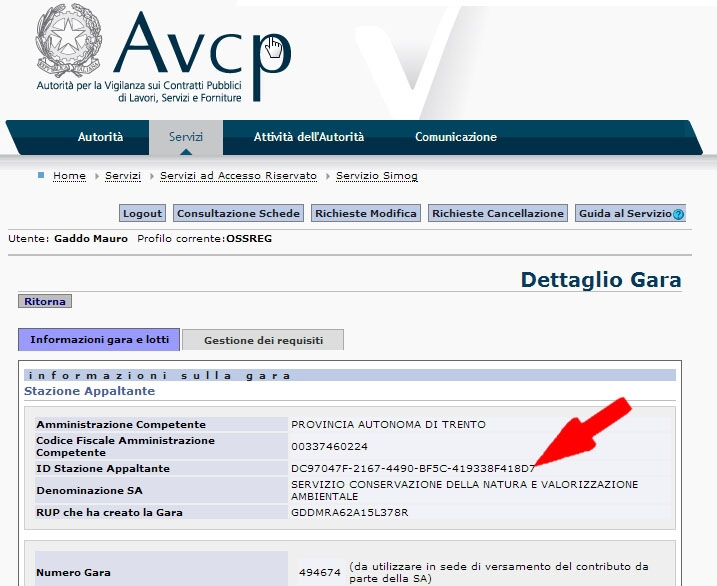 Avcp
Autorità per la Vigilanza sui Contratti Pubblici
di Lavori, Servizi e Forniture
Autorità Servizi Attività dell'Autorità Comunicazione
Home Servizi Servizi ad Accesso Riservato Servizio Simog
Logout Consultazione Schede Richieste Modifica Richieste Cancellazione Guida al Servizio ?
Utente: Gaddo Mauro Profilo corrente:OSSREG
Dettaglio Gara
Ritorna
Informazioni gara e lotti Gestione dei requisiti
informazioni sulla gara
Stazione Appaltante
Amministrazione Competente PROVINCIA AUTONOMA DI TRENTO
Codice Fiscale Amministrazione
Competente 00337460224
ID Stazione Appaltante DC97047F-2167-4490-BF5C-419338F418D7
Denominazione SA SERVIZIO CONSERVAZIONE DELLA NATURA E VALORIZZAZIONE
AMBIENTALE
RUP che ha creato la Gara GDDMRA62A15L378R
Numero Gara 494674 (da utilizzare in sede di versamento del contributo da
parte della SA)